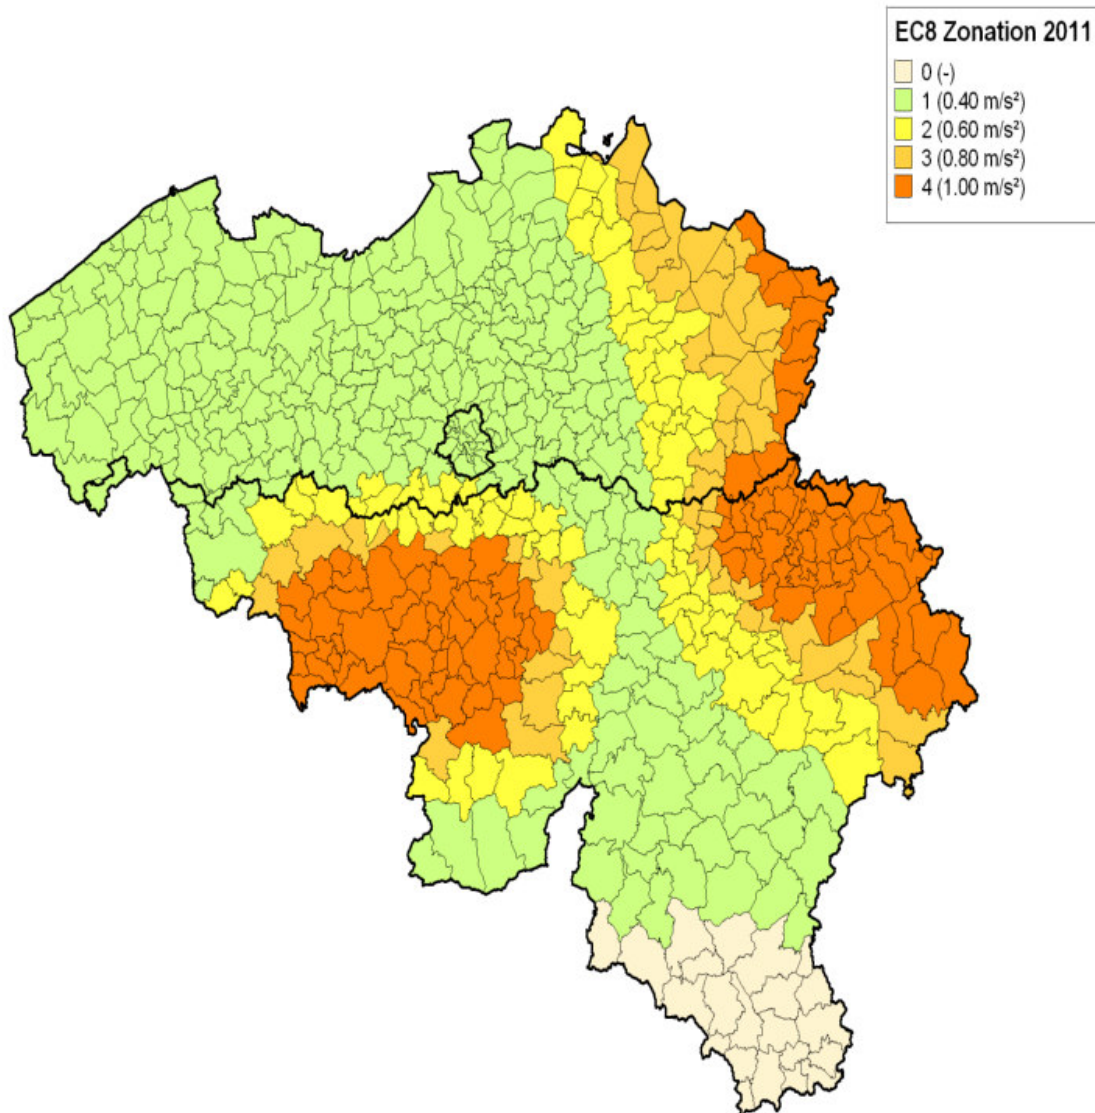 EC8 Zonation 2011
0 (-)
1 (0.40 m/s²)
2 (0.60 m/s²)
3 (0.80 m/s²)
4 (1.00 m/s²)